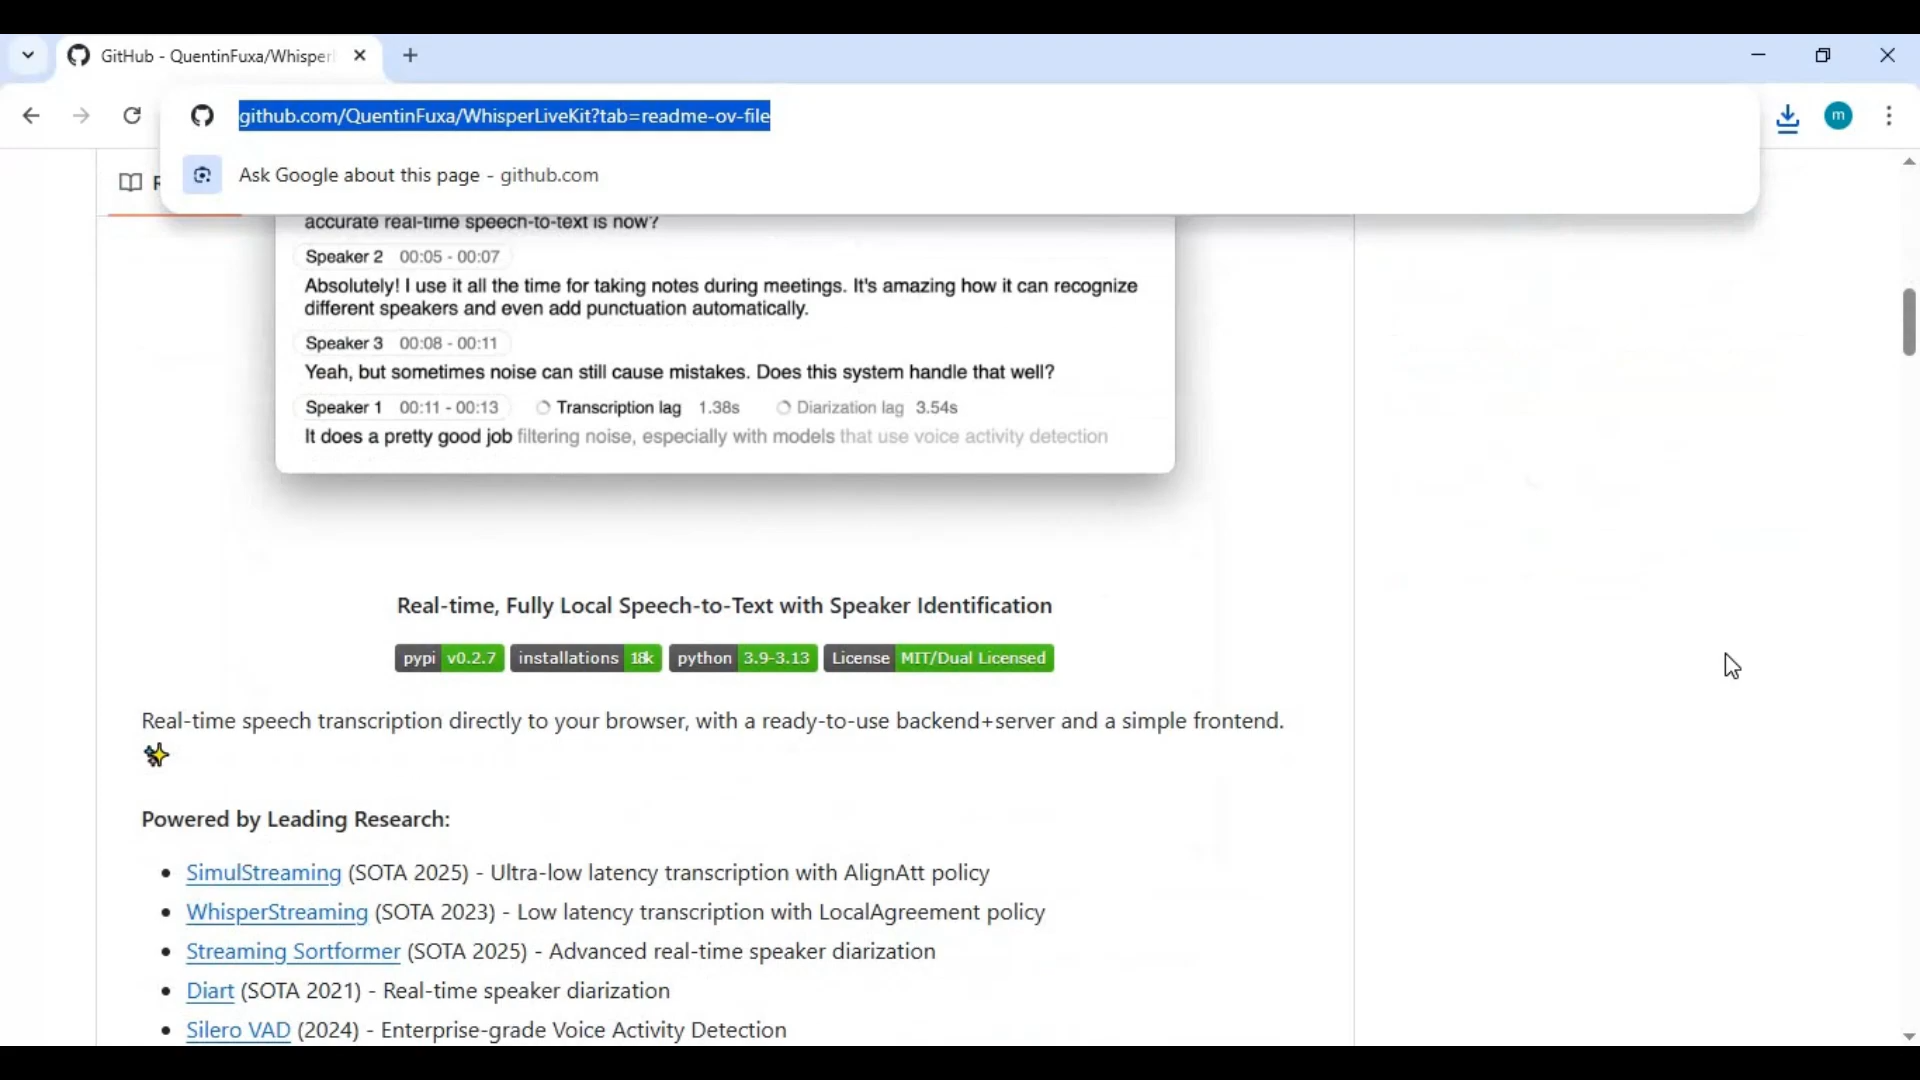 GitHub - QuentinFuxa/Whisper
github.com/QuentinFuxa/WhisperLiveKit?tab=readme-ov-file
m
Ask Google about this page - github.com
accurate real-time speech-to-text is now?
Speaker 2 00:05 - 00:07
Absolutely! I use it all the time for taking notes during meetings. It's amazing how it can recognize
different speakers and even add punctuation automatically.
Speaker 3 00:08 - 00:11
Yeah, but sometimes noise can still cause mistakes. Does this system handle that well?
Speaker 1 00:11 - 00:13 Transcription lag 1.38s Diarization lag 3.54s
It does a pretty good job filtering noise, especially with models that use voice activity detection
Real-time, Fully Local Speech-to-Text with Speaker Identification
pypi v0.2.7 installations 18k python 3.9-3.13 License MIT/Dual Licensed
Real-time speech transcription directly to your browser, with a ready-to-use backend+server and a simple frontend.
Powered by Leading Research:
• SimulStreaming (SOTA 2025) - Ultra-low latency transcription with AlignAtt policy
• WhisperStreaming (SOTA 2023) - Low latency transcription with LocalAgreement policy
• Streaming Sortformer (SOTA 2025) - Advanced real-time speaker diarization
• Diart (SOTA 2021) - Real-time speaker diarization
• Silero VAD (2024) - Enterprise-grade Voice Activity Detection